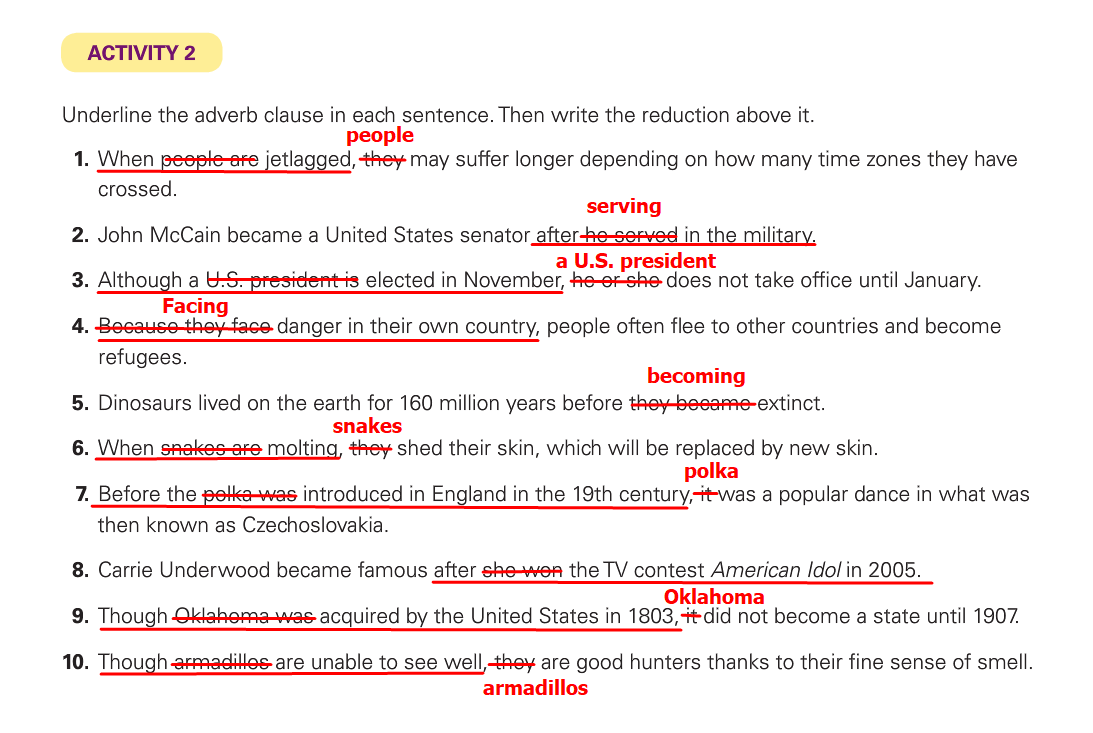 ACTIVITY 2
Underline the adverb clause in each sentence. Then write the reduction above it.
people
1. When people are jetlagged, they may suffer longer depending on how many time zones they have
crossed.
serving
2. John McCain became a United States senator after he served in the military.
a U.S. president
3. Although a U.S. president is elected in November, he or she does not take office until January.
Facing
4. Because they face danger in their own country, people often flee to other countries and become
refugees.
becoming
5. Dinosaurs lived on the earth for 160 million years before they became extinct.
snakes
6. When snakes are molting, they shed their skin, which will be replaced by new skin.
polka
7. Before the polka was introduced in England in the 19th century, it was a popular dance in what was
then known as Czechoslovakia.
8. Carrie Underwood became famous after she won the TV contest American Idol in 2005.
Oklahoma
9. Though Oklahoma was acquired by the United States in 1803, it did not become a state until 1907.
10. Though armadillos are unable to see well, they are good hunters thanks to their fine sense of smell.
armadillos